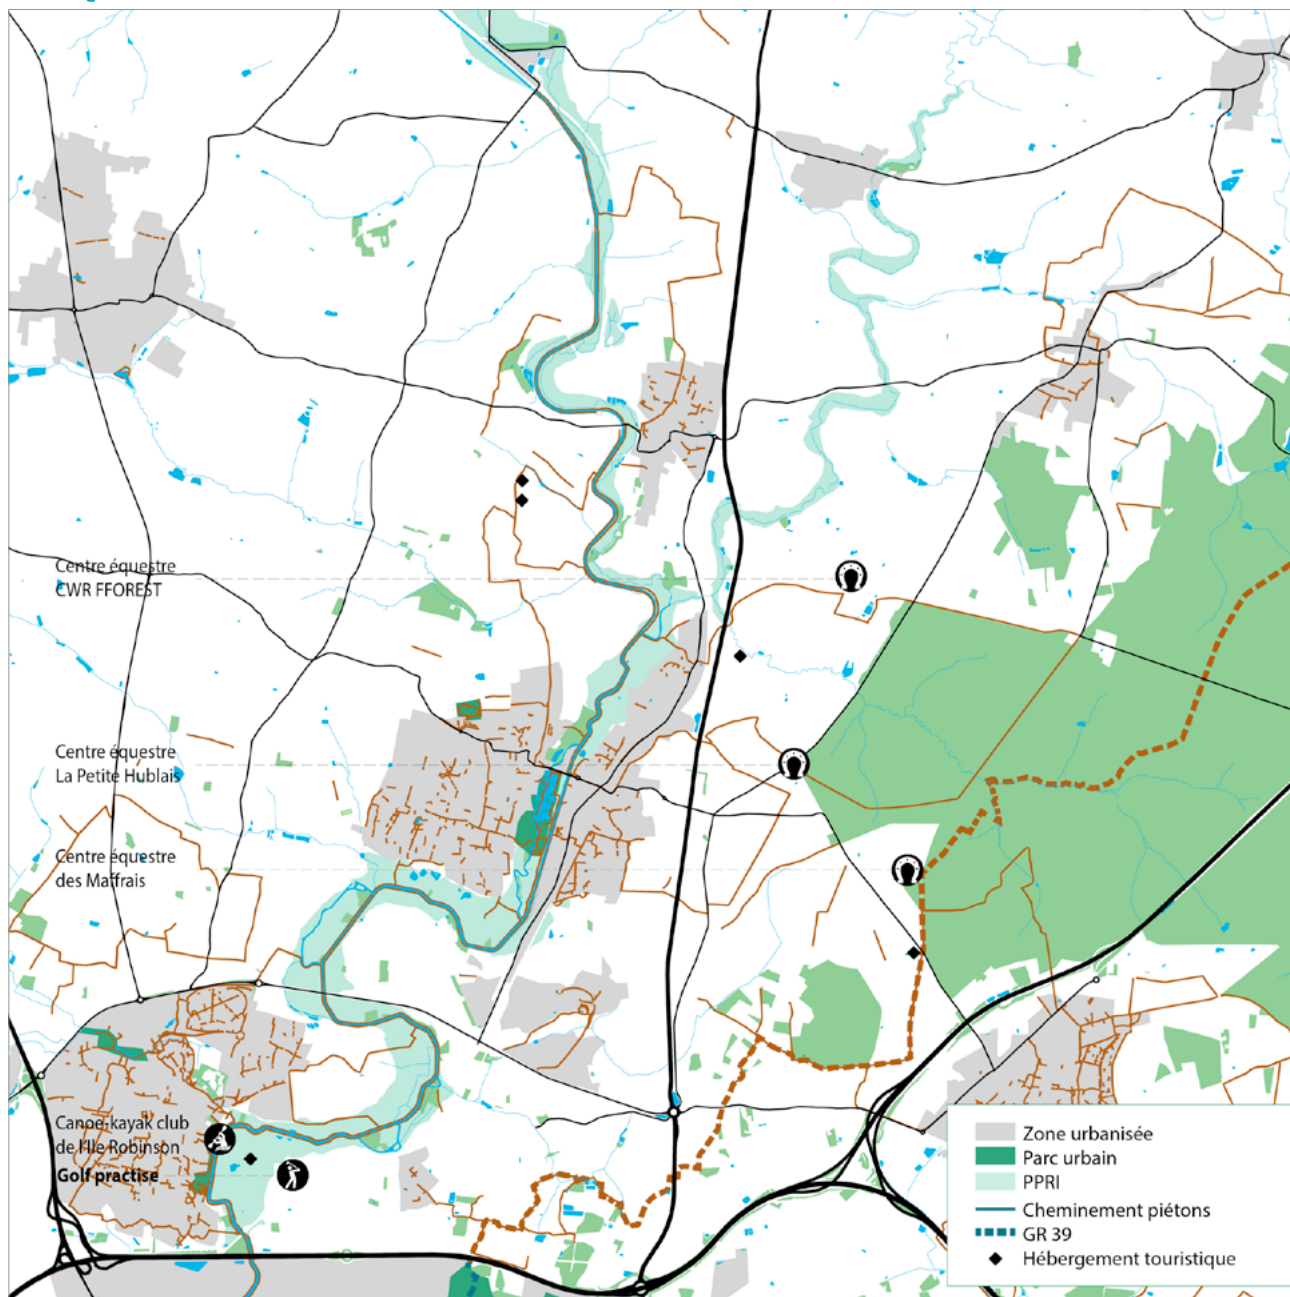 Centre équestre
CWR FFOREST
Centre équestre
La Petite Hublais
Centre équestre
des Maffrais
Canoe-kayak club
de l'Ile Robinson
Golf practise
Zone urbanisée
Parc urbain
PPRI
Cheminement piétons
GR 39
Hébergement touristique